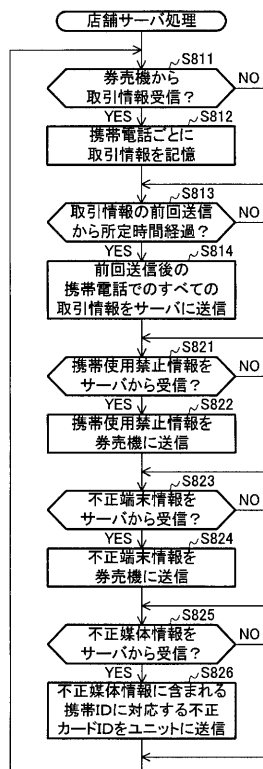 店舗サーバ処理
S811
券売機から
取引情報受信?
NO
YES
S812
携帯電話ごとに
取引情報を記憶
S813
取引情報の前回送信
から所定時間経過?
NO
YES
S814
前回送信後の
携帯電話でのすべての
取引情報をサーバに送信
S821
携帯使用禁止情報を
サーバから受信?
NO
YES
S822
携帯使用禁止情報を
券売機に送信
S823
不正端末情報を
サーバから受信?
NO
YES
S824
不正端末情報を
券売機に送信
S825
不正媒体情報を
サーバから受信?
NO
YES
S826
不正媒体情報に含まれる
携帯IDに対応する不正
カードIDをユニットに送信